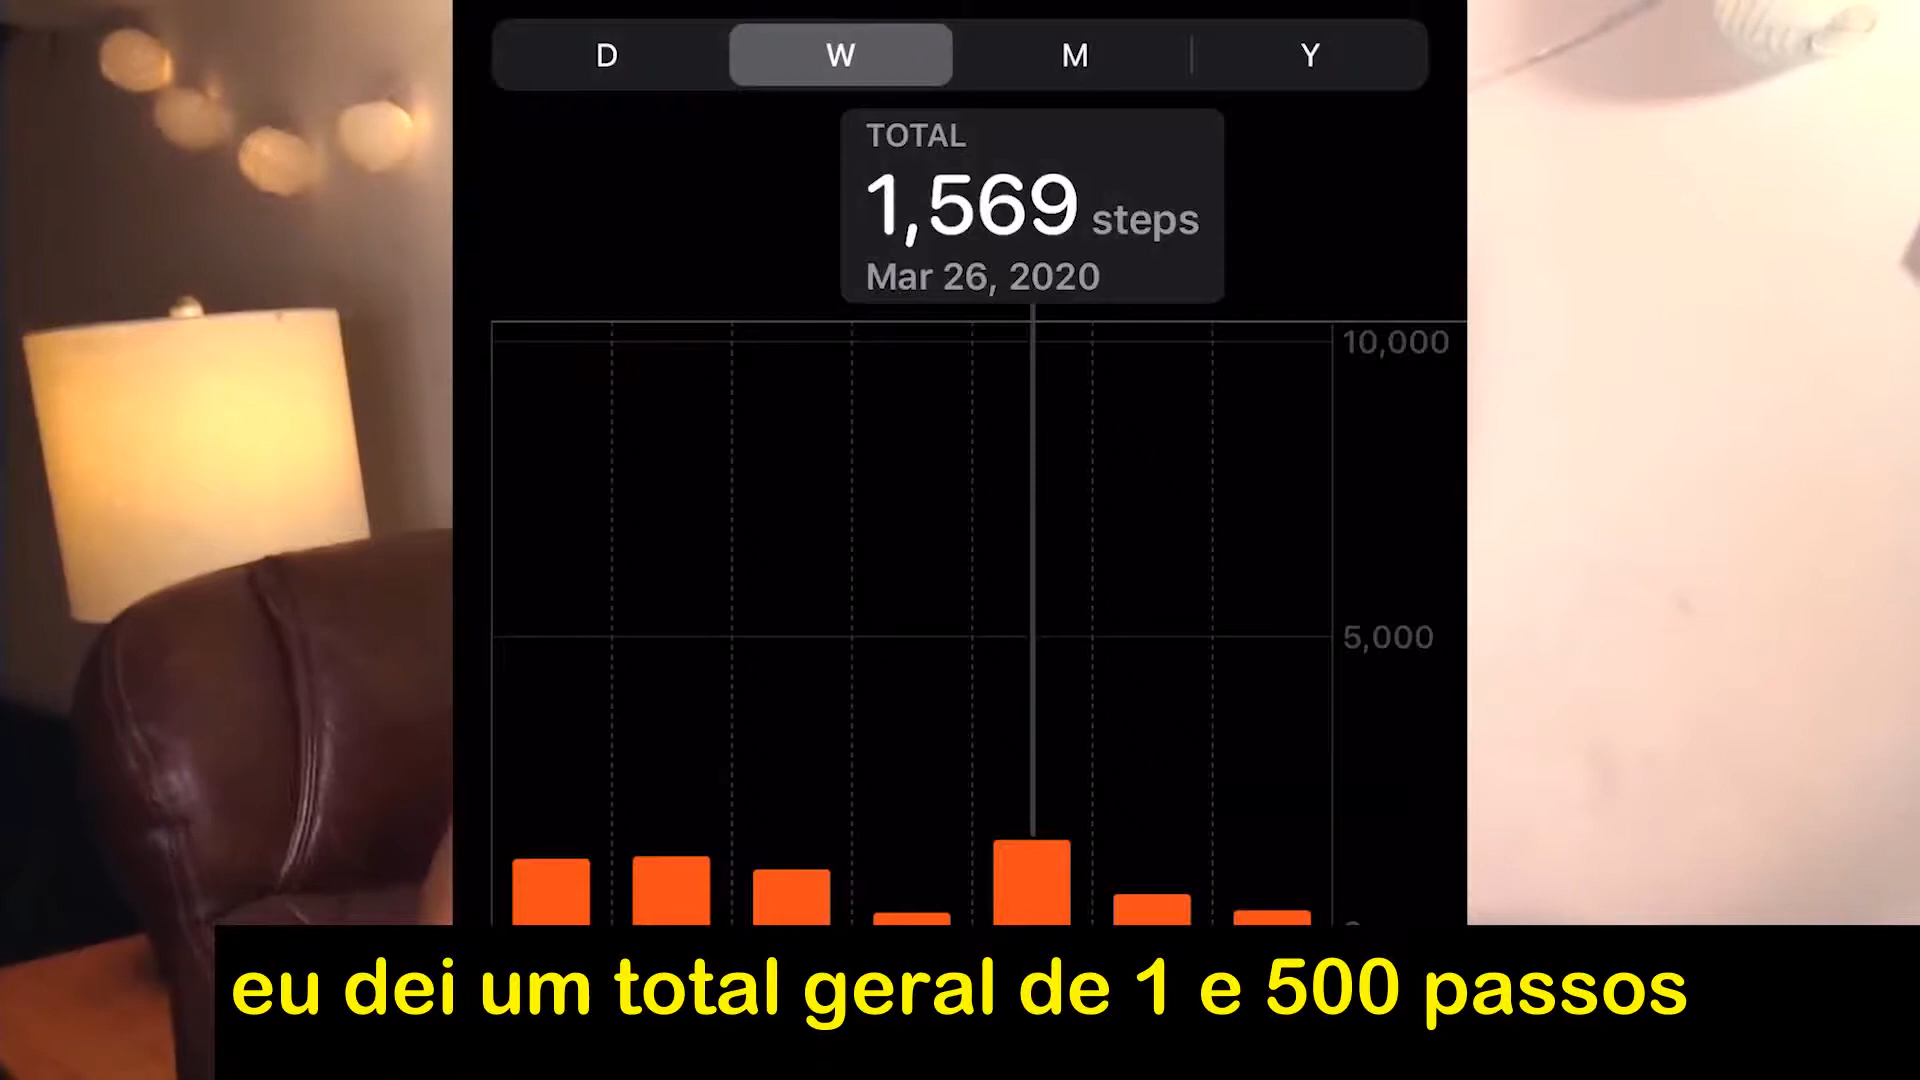 D W M Y
TOTAL
1,569 steps
Mar 26, 2020
10,000
5,000
eu dei um total geral de 1 e 500 passos